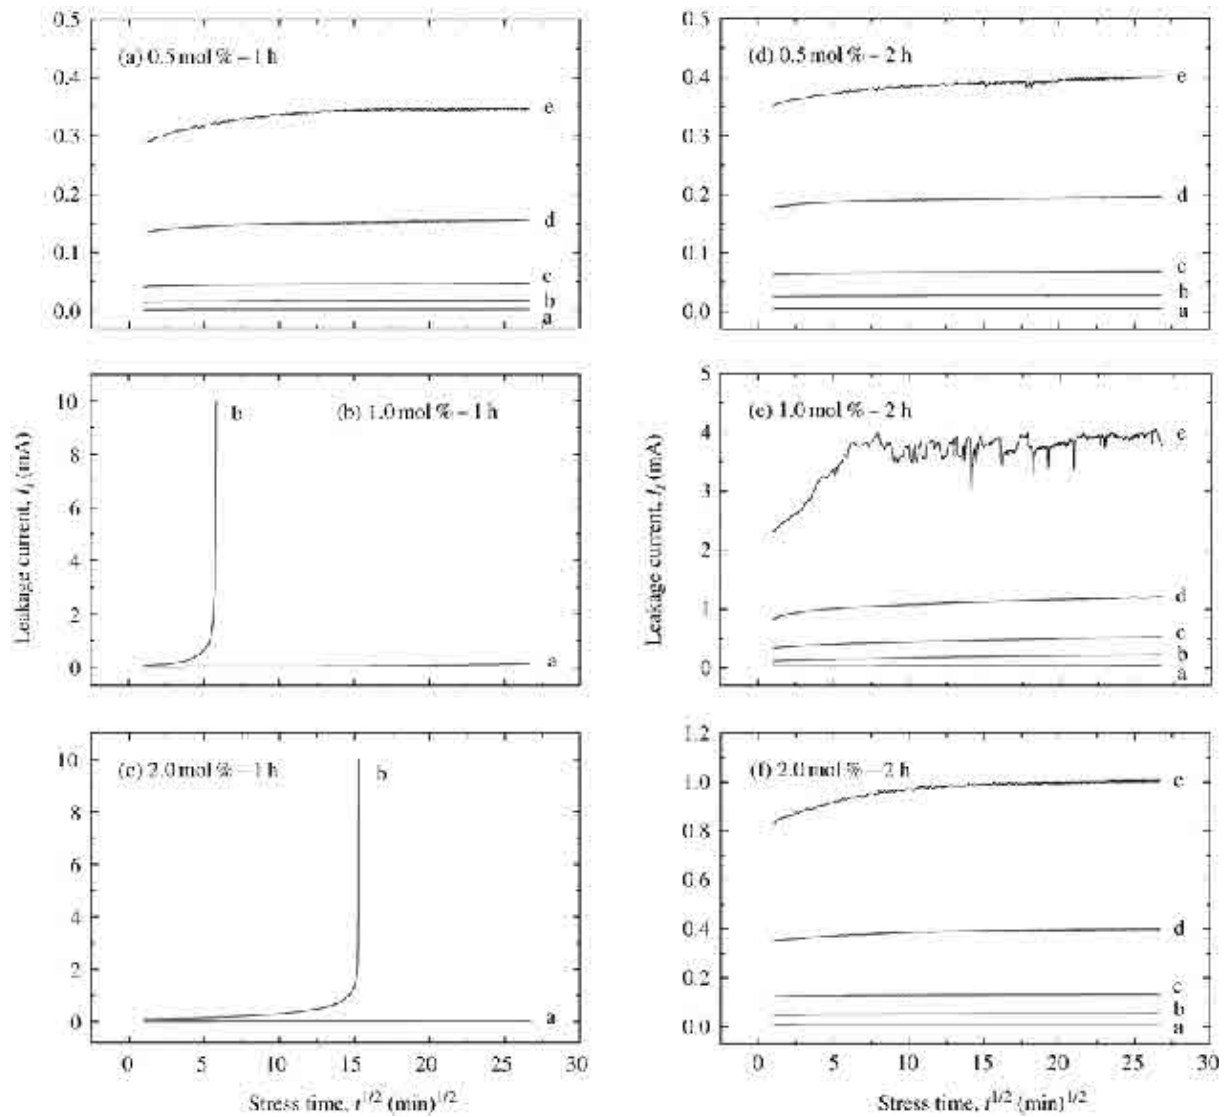 0.5
0.4
0.3
0.2
0.1
0.0
(a) 0.5 mol % – 1 h
e
d
c
b
a
0.5
0.4
0.3
0.2
0.1
0.0
(d) 0.5 mol % – 2 h
e
d
c
b
a
10
8
6
4
2
0
Leakage current, I_l (mA)
b
(b) 1.0 mol % – 1 h
a
5
4
3
2
1
0
Leakage current, I_l (mA)
(e) 1.0 mol % – 2 h
e
d
c
b
a
10
8
6
4
2
0
(c) 2.0 mol % – 1 h
b
a
0 5 10 15 20 25 30
Stress time, t^1/2 (min)^1/2
1.2
1.0
0.8
0.6
0.4
0.2
0.0
(f) 2.0 mol % – 2 h
e
d
c
b
a
0 5 10 15 20 25 30
Stress time, t^1/2 (min)^1/2